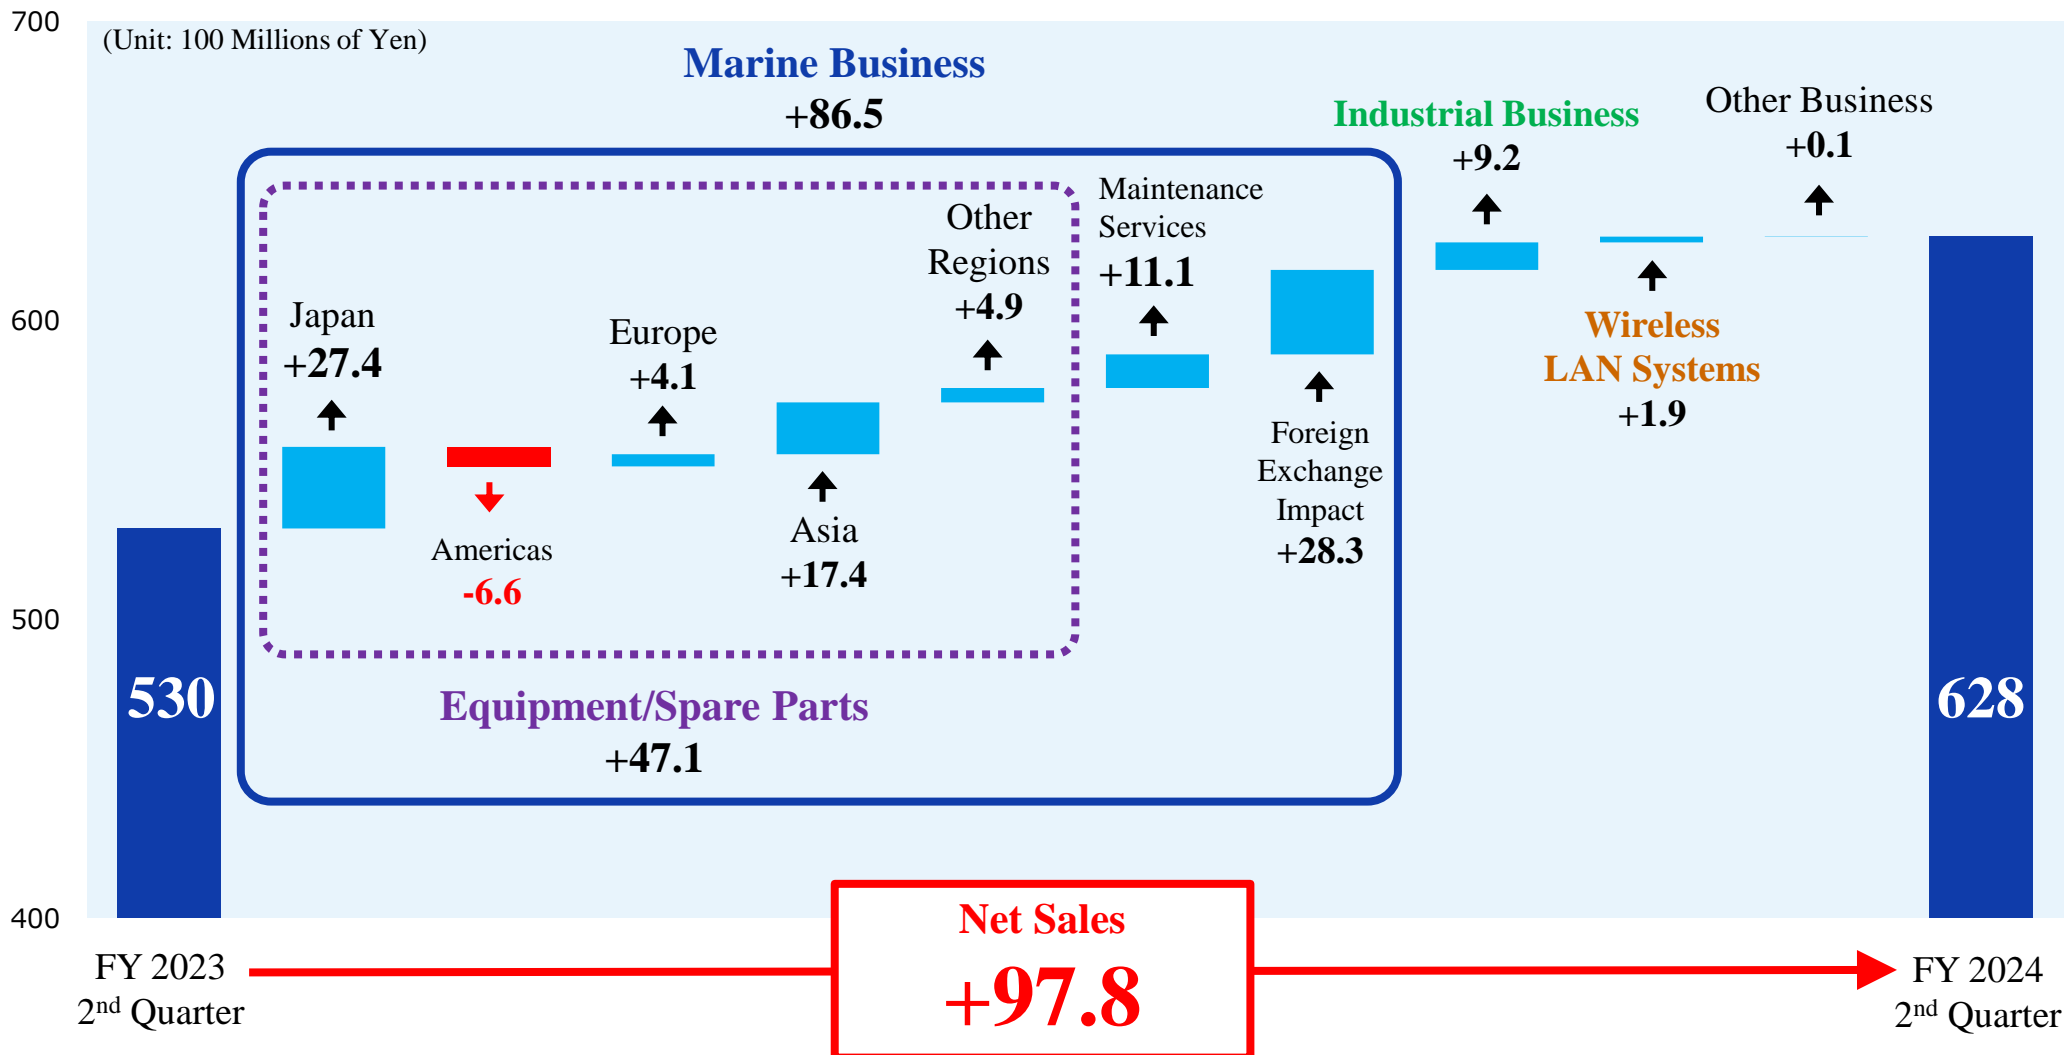 700
(Unit: 100 Millions of Yen)
Marine Business
+86.5
Industrial Business
+9.2
Other Business
+0.1
Maintenance
Services
+11.1
Other
Regions
+4.9
600
Japan
+27.4
Europe
+4.1
Wireless
LAN Systems
+1.9
Foreign
Exchange
Impact
+28.3
Americas
-6.6
Asia
+17.4
500
530
Equipment/Spare Parts
+47.1
628
400
Net Sales
+97.8
FY 2023
2nd Quarter
FY 2024
2nd Quarter